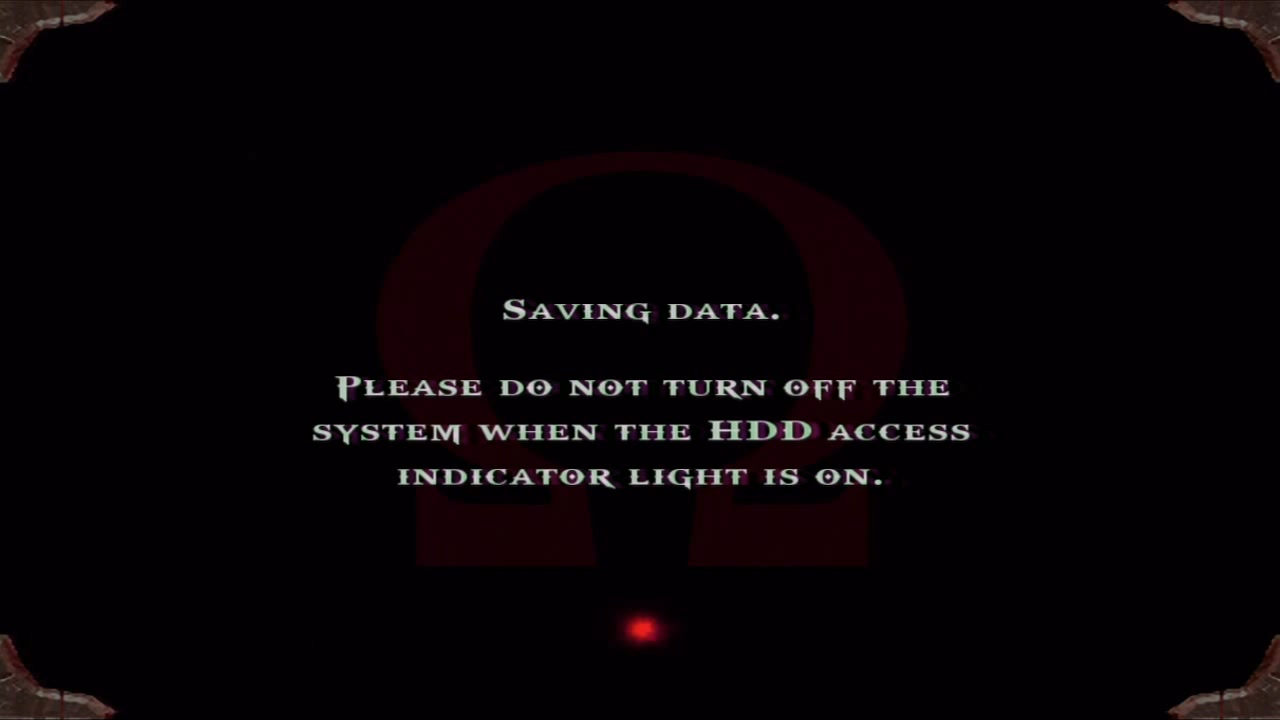 Saving data.
Please do not turn off the
system when the HDD access
indicator light is on.